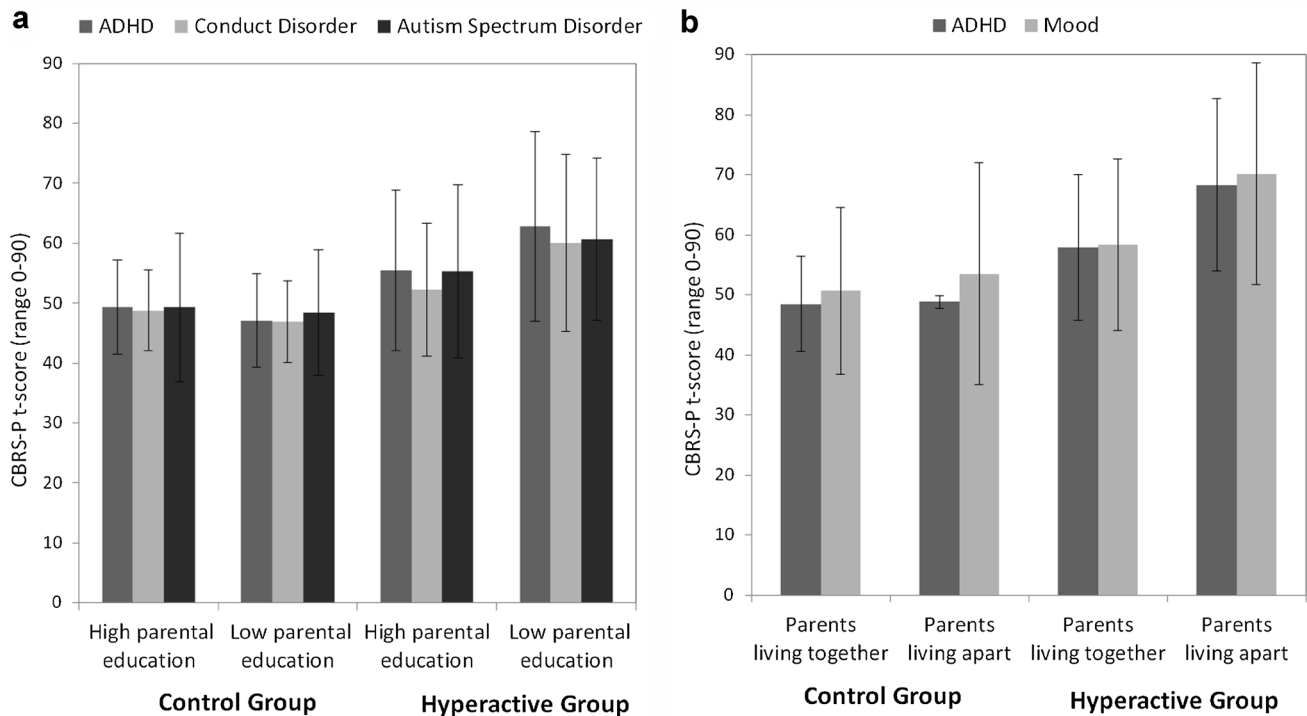 a
ADHD Conduct Disorder Autism Spectrum Disorder
CBRS-P t-score (range 0-90)
90
80
70
60
50
40
30
20
10
0
High parental education
Low parental education
High parental education
Low parental education
Control Group
Hyperactive Group
b
ADHD Mood
CBRS-P t-score (range 0-90)
90
80
70
60
50
40
30
20
10
0
Parents living together
Parents living apart
Parents living together
Parents living apart
Control Group
Hyperactive Group